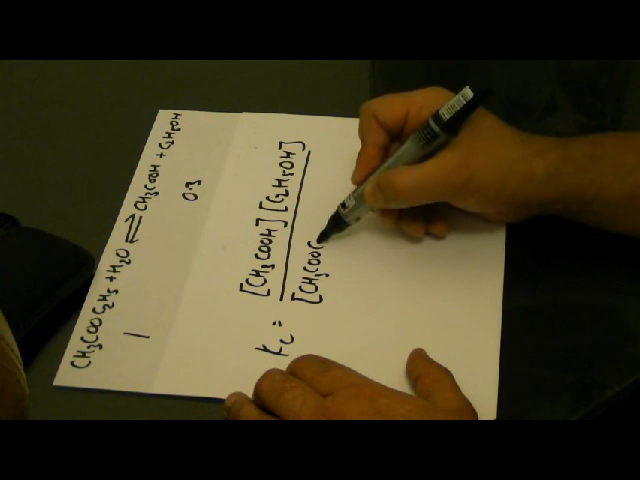 CH3COOC2H5 + H2O ⇌ CH3COOH + C2H5OH
1 0.3
Kc = [CH3COOH] [C2H5OH]
[CH3COOC